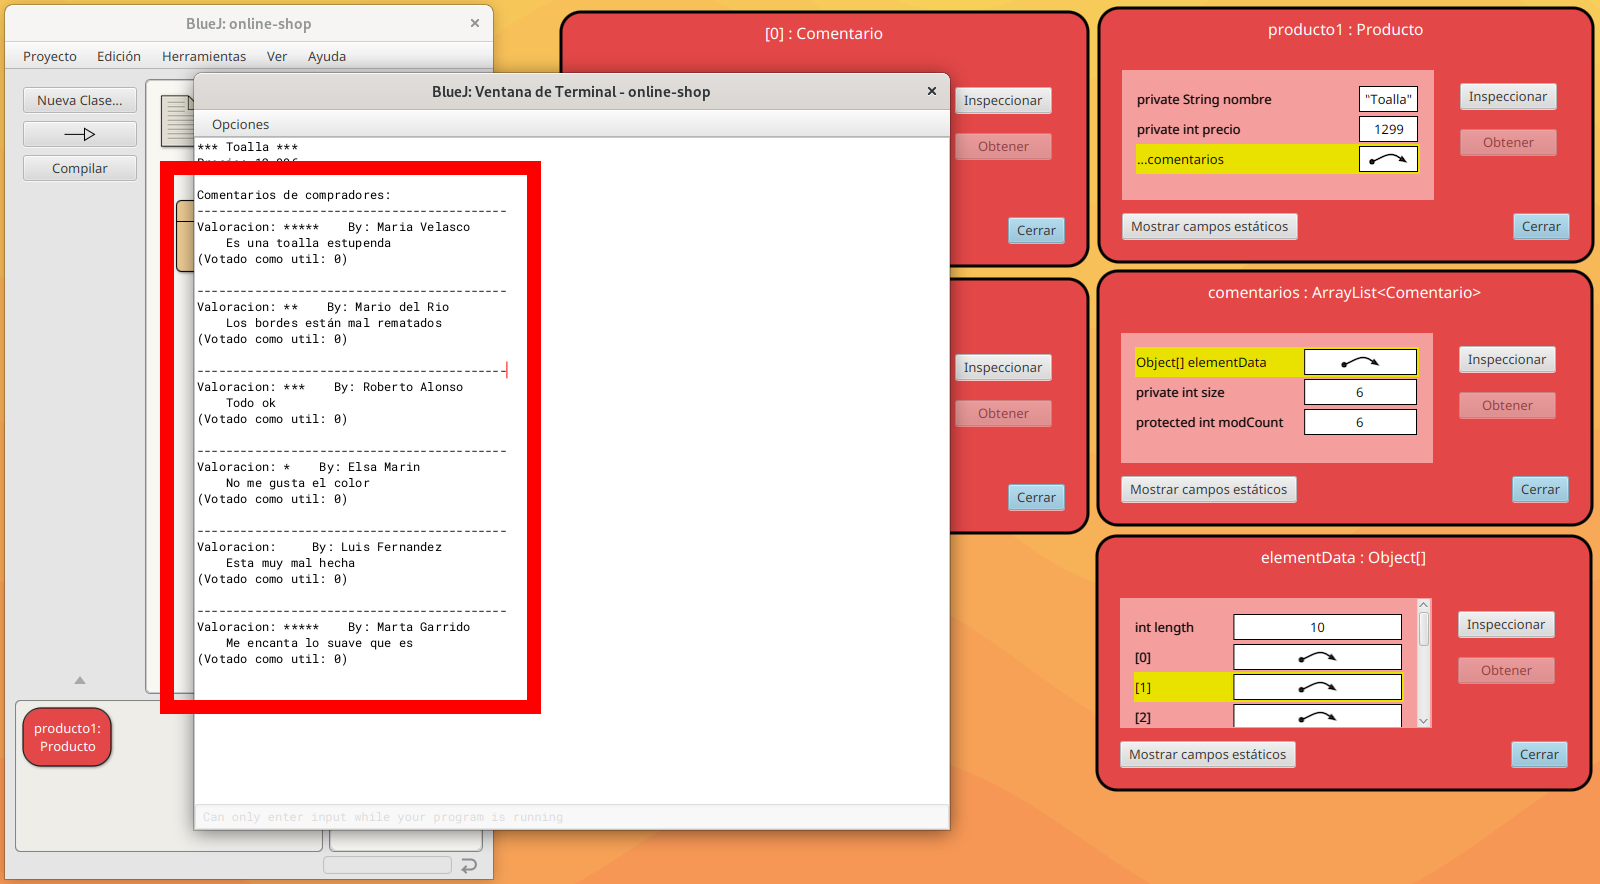 BlueJ: online-shop
Proyecto Edición Herramientas Ver Ayuda
Nueva Clase...
Compilar
producto1:
Producto
BlueJ: Ventana de Terminal - online-shop
Opciones
*** Toalla ***
Comentarios de compradores:
-------------------------------------------
Valoracion: ***** By: Maria Velasco
Es una toalla estupenda
(Votado como util: 0)
-------------------------------------------
Valoracion: ** By: Mario del Rio
Los bordes están mal rematados
(Votado como util: 0)
-------------------------------------------
Valoracion: *** By: Roberto Alonso
Todo ok
(Votado como util: 0)
-------------------------------------------
Valoracion: * By: Elsa Marin
No me gusta el color
(Votado como util: 0)
-------------------------------------------
Valoracion: By: Luis Fernandez
Esta muy mal hecha
(Votado como util: 0)
-------------------------------------------
Valoracion: ***** By: Marta Garrido
Me encanta lo suave que es
(Votado como util: 0)
Can only enter input while your program is running
[0] : Comentario
Inspeccionar
Obtener
Cerrar
Inspeccionar
Obtener
Cerrar
producto1 : Producto
private String nombre "Toalla"
private int precio 1299
...comentarios
Inspeccionar
Obtener
Mostrar campos estáticos
Cerrar
comentarios : ArrayList<Comentario>
Object[] elementData
private int size 6
protected int modCount 6
Inspeccionar
Obtener
Mostrar campos estáticos
Cerrar
elementData : Object[]
int length 10
[0]
[1]
[2]
Inspeccionar
Obtener
Mostrar campos estáticos
Cerrar